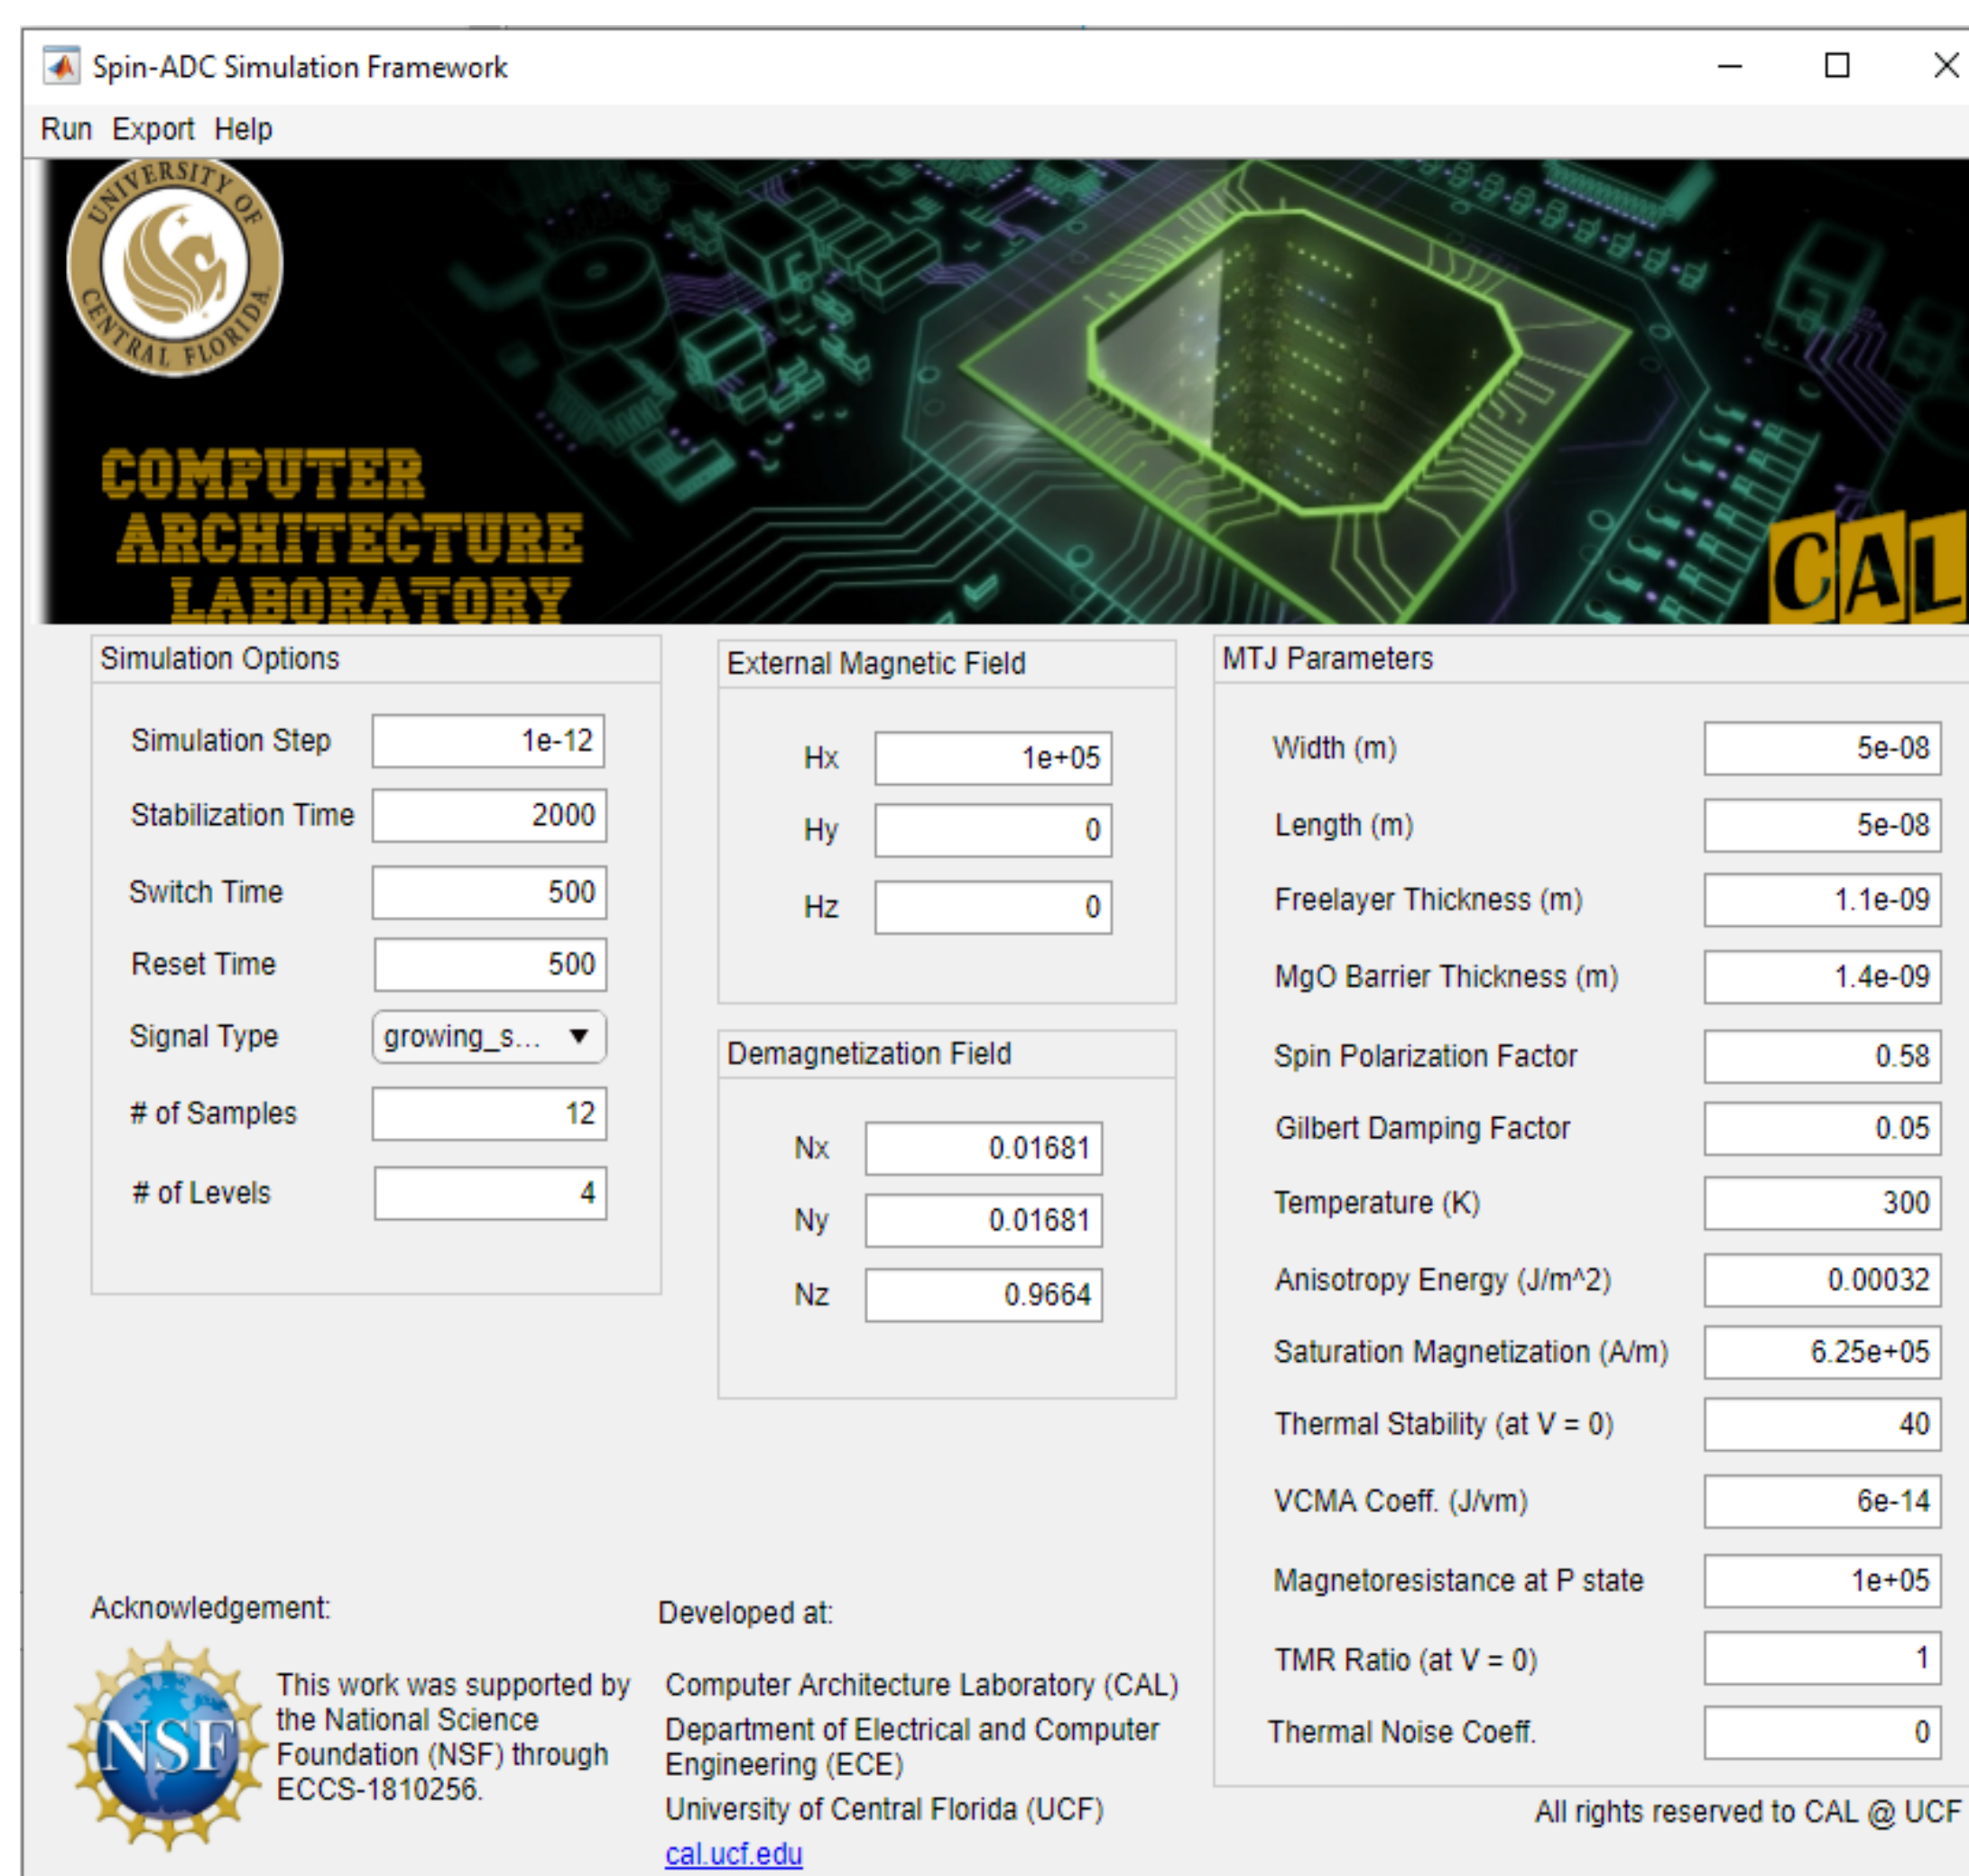 Spin-ADC Simulation Framework
Run Export Help
UNIVERSITY OF CENTRAL FLORIDA
COMPUTER
ARCHITECTURE
LABORATORY
CAL
Simulation Options
Simulation Step 1e-12
Stabilization Time 2000
Switch Time 500
Reset Time 500
Signal Type growing_s...
# of Samples 12
# of Levels 4
External Magnetic Field
Hx 1e+05
Hy 0
Hz 0
Demagnetization Field
Nx 0.01681
Ny 0.01681
Nz 0.9664
MTJ Parameters
Width (m) 5e-08
Length (m) 5e-08
Freelayer Thickness (m) 1.1e-09
MgO Barrier Thickness (m) 1.4e-09
Spin Polarization Factor 0.58
Gilbert Damping Factor 0.05
Temperature (K) 300
Anisotropy Energy (J/m^2) 0.00032
Saturation Magnetization (A/m) 6.25e+05
Thermal Stability (at V = 0) 40
VCMA Coeff. (J/vm) 6e-14
Magnetoresistance at P state 1e+05
TMR Ratio (at V = 0) 1
Thermal Noise Coeff. 0
Acknowledgement:
NSF
This work was supported by
the National Science
Foundation (NSF) through
ECCS-1810256.
Developed at:
Computer Architecture Laboratory (CAL)
Department of Electrical and Computer
Engineering (ECE)
University of Central Florida (UCF)
cal.ucf.edu
All rights reserved to CAL @ UCF